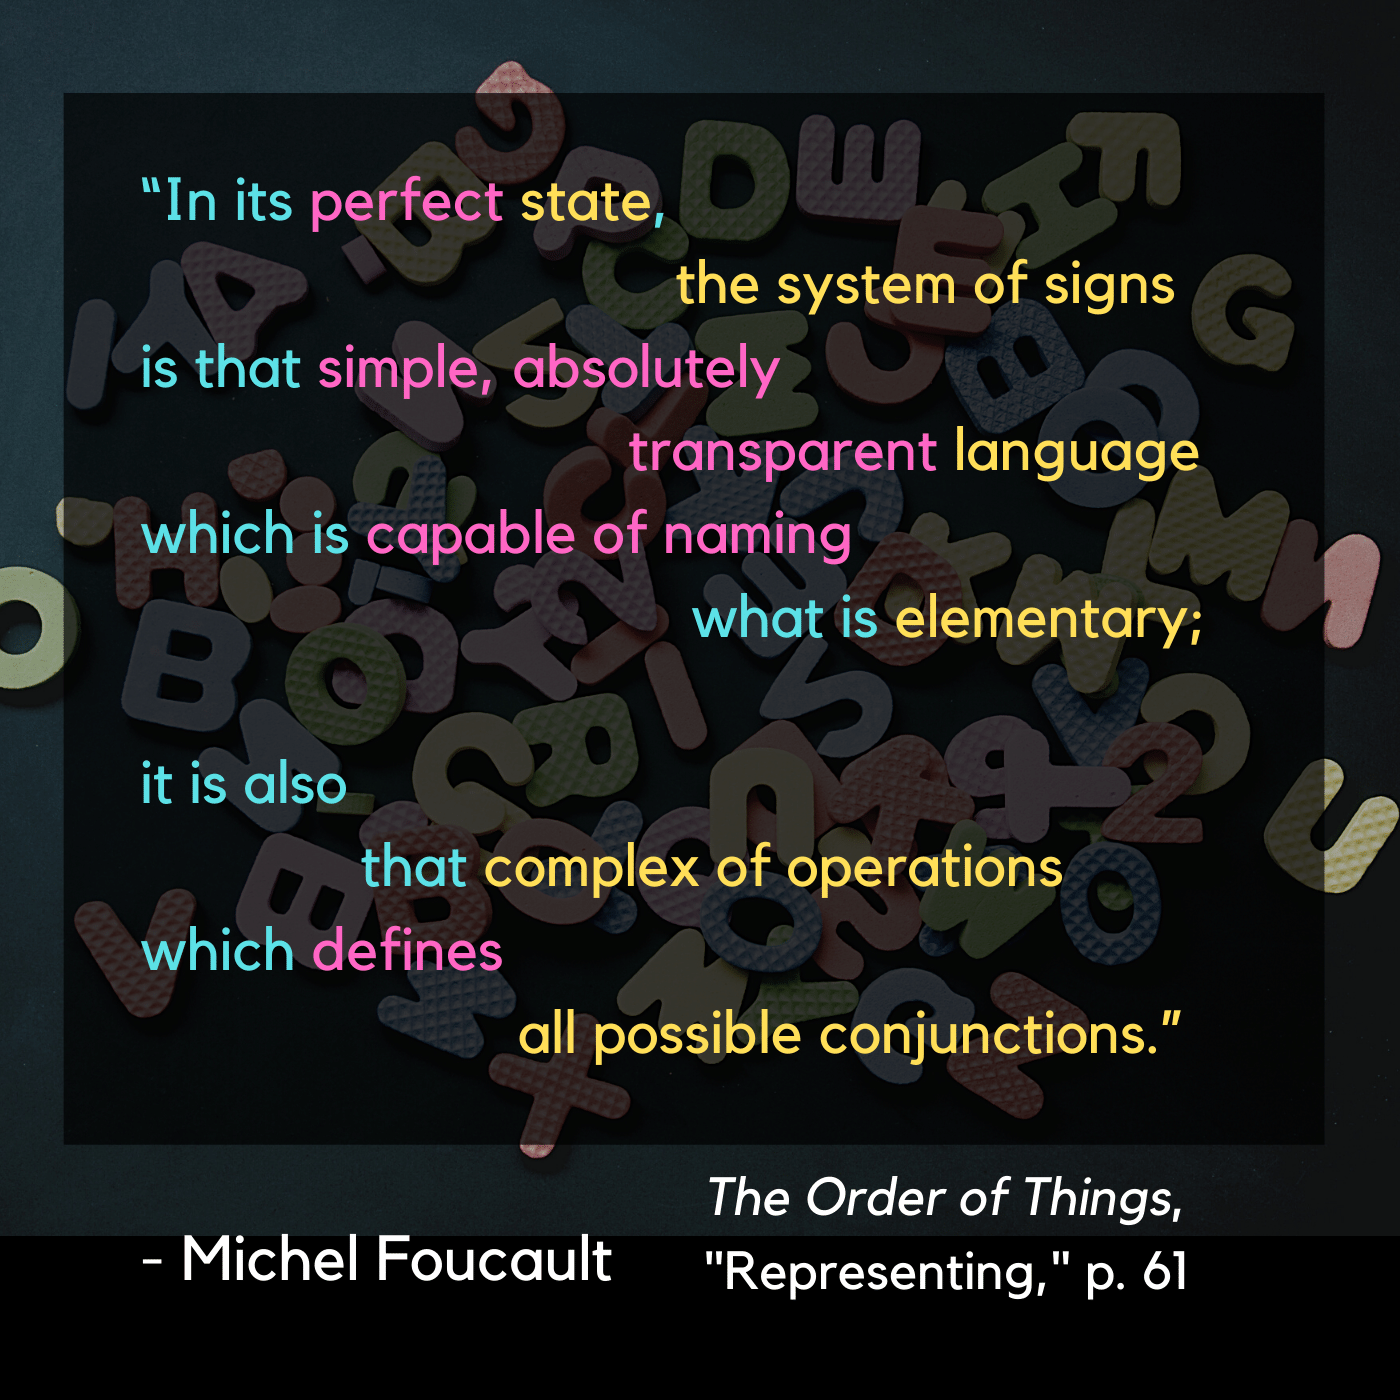 “In its perfect state,
the system of signs
is that simple, absolutely
transparent language
which is capable of naming
what is elementary;
it is also
that complex of operations
which defines
all possible conjunctions.”
- Michel Foucault
The Order of Things,
"Representing," p. 61